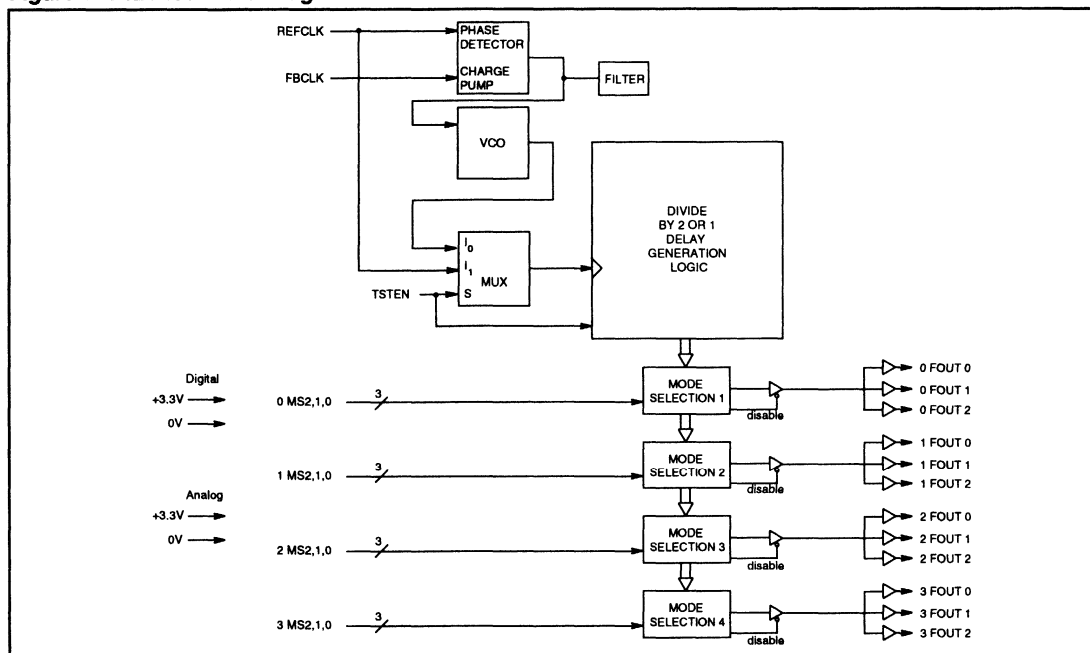 REFCLK
PHASE
DETECTOR
FBCLK
CHARGE
PUMP
FILTER
VCO
DIVIDE
BY 2 OR 1
DELAY
GENERATION
LOGIC
I0
I1
MUX
TSTEN
S
Digital
+3.3V
0V
0 MS2,1,0
3
MODE
SELECTION 1
disable
0 FOUT 0
0 FOUT 1
0 FOUT 2
1 MS2,1,0
3
MODE
SELECTION 2
disable
1 FOUT 0
1 FOUT 1
1 FOUT 2
Analog
+3.3V
0V
2 MS2,1,0
3
MODE
SELECTION 3
disable
2 FOUT 0
2 FOUT 1
2 FOUT 2
3 MS2,1,0
3
MODE
SELECTION 4
disable
3 FOUT 0
3 FOUT 1
3 FOUT 2